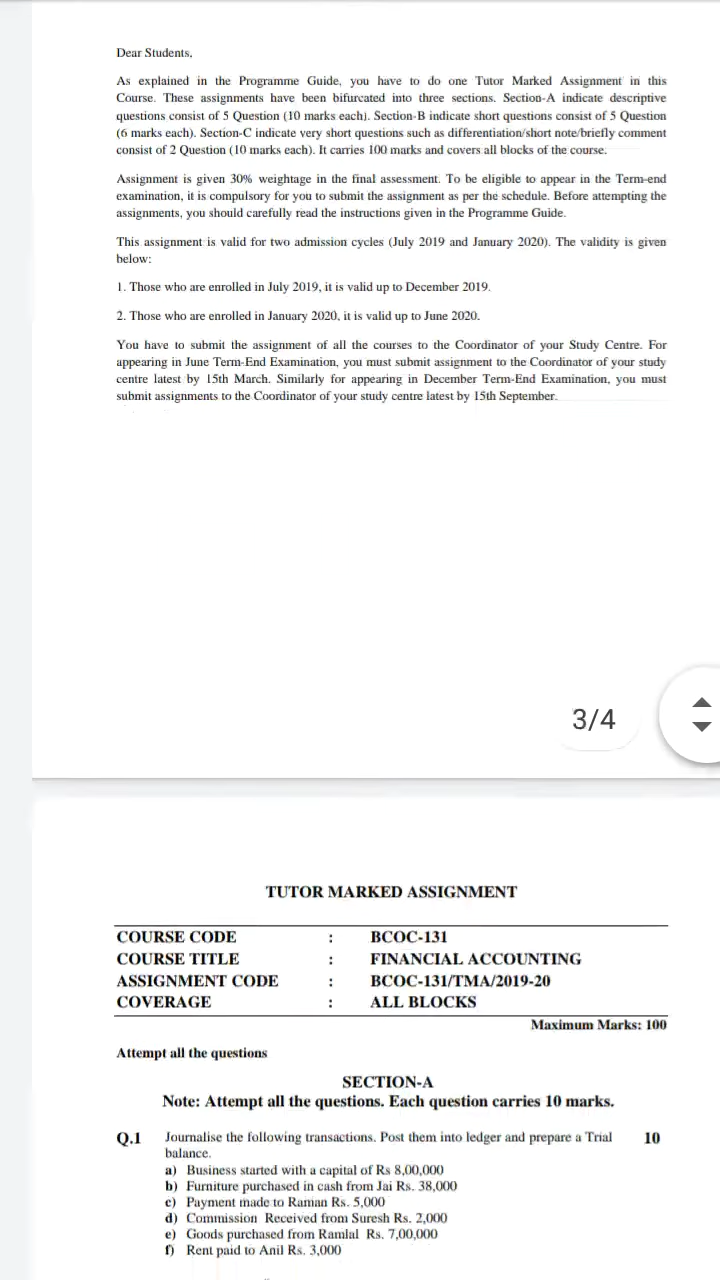 Dear Students,
As explained in the Programme Guide, you have to do one Tutor Marked Assignment in this
Course. These assignments have been bifurcated into three sections. Section-A indicate descriptive
questions consist of 5 Question (10 marks each). Section-B indicate short questions consist of 5 Question
(6 marks each). Section-C indicate very short questions such as differentiation/short note/briefly comment
consist of 2 Question (10 marks each). It carries 100 marks and covers all blocks of the course.
Assignment is given 30% weightage in the final assessment. To be eligible to appear in the Term-end
examination, it is compulsory for you to submit the assignment as per the schedule. Before attempting the
assignments, you should carefully read the instructions given in the Programme Guide.
This assignment is valid for two admission cycles (July 2019 and January 2020). The validity is given
below:
1. Those who are enrolled in July 2019, it is valid up to December 2019.
2. Those who are enrolled in January 2020, it is valid up to June 2020.
You have to submit the assignment of all the courses to the Coordinator of your Study Centre. For
appearing in June Term-End Examination, you must submit assignment to the Coordinator of your study
centre latest by 15th March. Similarly for appearing in December Term-End Examination, you must
submit assignments to the Coordinator of your study centre latest by 15th September.
3/4
TUTOR MARKED ASSIGNMENT
COURSE CODE : BCOC-131
COURSE TITLE : FINANCIAL ACCOUNTING
ASSIGNMENT CODE : BCOC-131/TMA/2019-20
COVERAGE : ALL BLOCKS
Maximum Marks: 100
Attempt all the questions
SECTION-A
Note: Attempt all the questions. Each question carries 10 marks.
Q.1 Journalise the following transactions. Post them into ledger and prepare a Trial 10
balance.
a) Business started with a capital of Rs 8,00,000
b) Furniture purchased in cash from Jai Rs. 38,000
c) Payment made to Raman Rs. 5,000
d) Commission Received from Suresh Rs. 2,000
e) Goods purchased from Ramlal Rs. 7,00,000
f) Rent paid to Anil Rs. 3,000